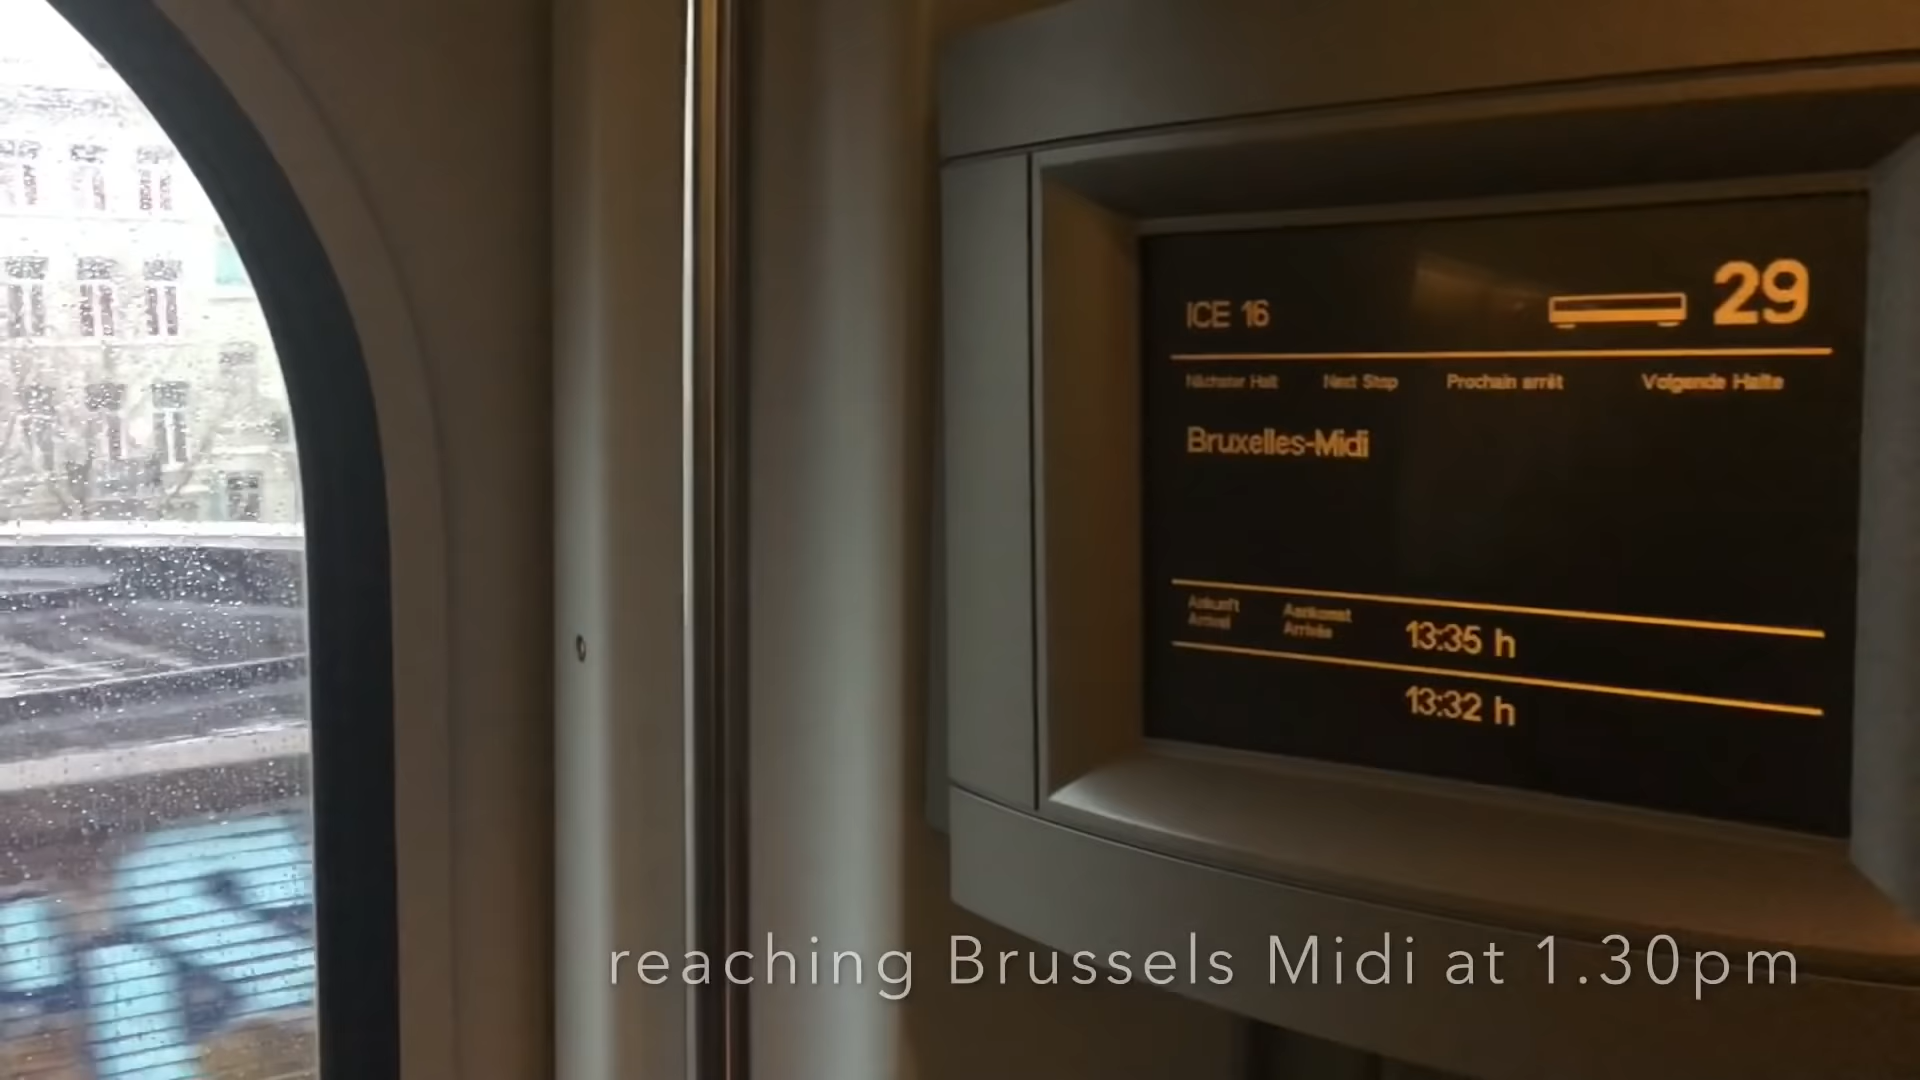 ICE 16 29
Nächster Halt Next Stop Prochain arrêt Volgende Halte
Bruxelles-Midi
Ankunft Aankomst
Arrival Arrivée
13:35 h
13:32 h
reaching Brussels Midi at 1.30pm